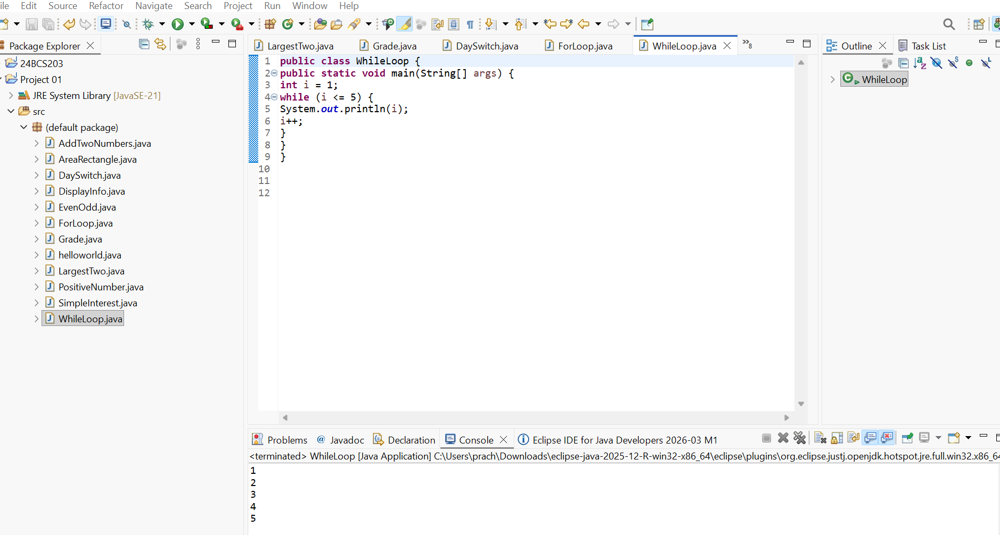 ile Edit Source Refactor Navigate Search Project Run Window Help
Package Explorer
24BCS203
Project 01
JRE System Library [JavaSE-21]
src
(default package)
AddTwoNumbers.java
AreaRectangle.java
DaySwitch.java
DisplayInfo.java
EvenOdd.java
ForLoop.java
Grade.java
helloworld.java
LargestTwo.java
PositiveNumber.java
SimpleInterest.java
WhileLoop.java
LargestTwo.java Grade.java DaySwitch.java ForLoop.java WhileLoop.java »8
1 public class WhileLoop {
2 public static void main(String[] args) {
3 int i = 1;
4 while (i <= 5) {
5 System.out.println(i);
6 i++;
7 }
8 }
9 }
10
11
12
Outline Task List
WhileLoop
Problems @ Javadoc Declaration Console Eclipse IDE for Java Developers 2026-03 M1
<terminated> WhileLoop [Java Application] C:\Users\prach\Downloads\eclipse-java-2025-12-R-win32-x86_64\eclipse\plugins\org.eclipse.justj.openjdk.hotspot.jre.full.win32.x86_64
1
2
3
4
5